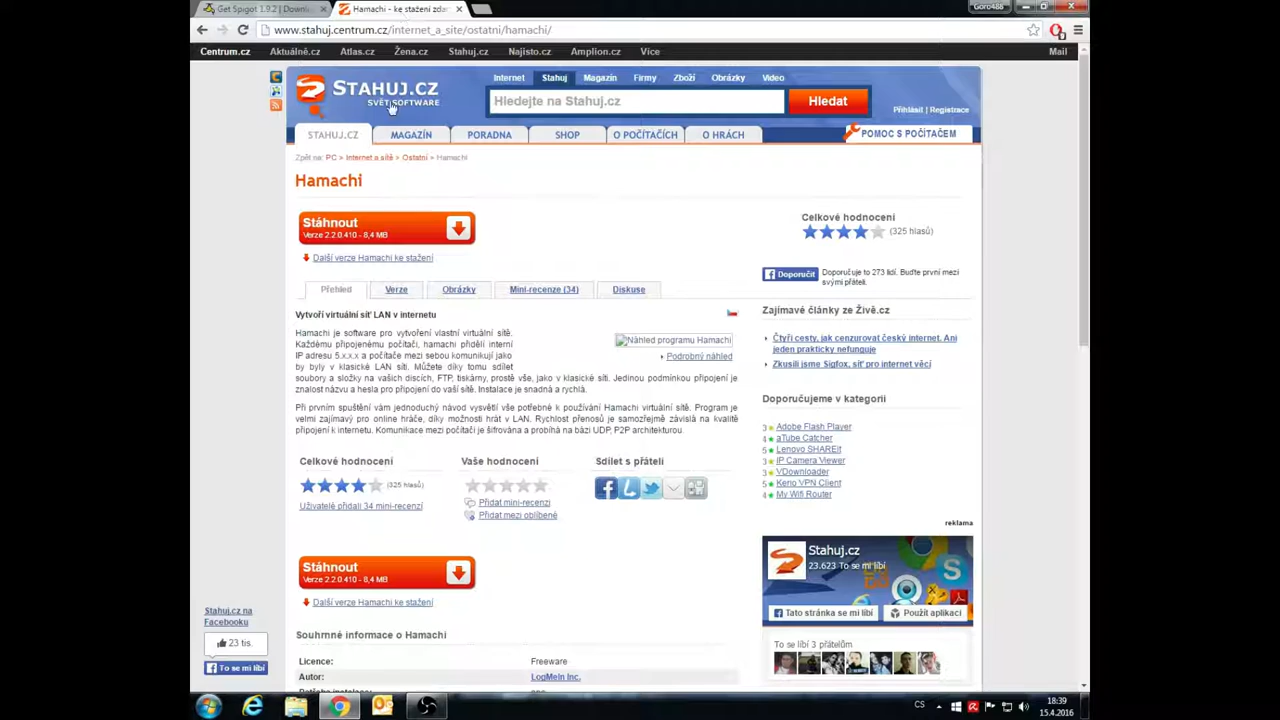 Get Spigot 1.9.2 | Downlo
Hamachi - ke stažení zdar
Goro486
www.stahuj.centrum.cz/internet_a_site/ostatni/hamachi/
Centrum.cz Aktuálně.cz Atlas.cz Žena.cz Stahuj.cz Najisto.cz Amplion.cz Více Mail
STAHUJ.CZ
SVĚT SOFTWARE
Internet Stahuj Magazín Firmy Zboží Obrázky Video
Hledejte na Stahuj.cz
Hledat
Přihlásit | Registrace
STAHUJ.CZ MAGAZÍN PORADNA SHOP O POČÍTAČÍCH O HRÁCH POMOC S POČÍTAČEM
Zpět na: PC > Internet a sítě > Ostatní > Hamachi
Hamachi
Stáhnout
Verze 2.2.0.410 - 8,4 MB
Další verze Hamachi ke stažení
Celkové hodnocení
(325 hlasů)
Doporučit
Doporučuje to 273 lidí. Buďte první mezi
svými přáteli.
Přehled Verze Obrázky Mini-recenze (34) Diskuse
Vytvoří virtuální síť LAN v internetu
Hamachi je software pro vytvoření vlastní virtuální sítě.
Každému připojenému počítači, hamachi přidělí interní
IP adresu 5.x.x.x a počítače mezi sebou komunikují jako
by byly v klasické LAN síti. Můžete díky tomu sdílet
soubory a složky na vašich discích, FTP, tiskárny, prostě vše, jako v klasické síti. Jedinou podmínkou připojení je
znalost názvu a hesla pro připojení do vaší sítě. Instalace je snadná a rychlá.
Náhled programu Hamachi
Podrobný náhled
Při prvním spuštění vám jednoduchý návod vysvětlí vše potřebné k používání Hamachi virtuální sítě. Program je
velmi zajímavý pro online hráče, díky možnosti hrát v LAN. Rychlost přenosů je samozřejmě závislá na kvalitě
připojení k internetu. Komunikace mezi počítači je šifrována a probíhá na bázi UDP, P2P architekturou.
Zajímavé články ze Živě.cz
Čtyři cesty, jak cenzurovat český internet. Ani
jeden prakticky nefunguje
Zkusili jsme Sigfox, síť pro internet věcí
Doporučujeme v kategorii
3 Adobe Flash Player
4 aTube Catcher
5 Lenovo SHAREit
3 IP Camera Viewer
3 VDownloader
5 Keno VPN Client
4 My Wifi Router
Celkové hodnocení
(325 hlasů)
Uživatelé přidali 34 mini-recenzí
Vaše hodnocení
Přidat mini-recenzi
Přidat mezi oblíbené
Sdílet s přáteli
reklama
Stahuj.cz
23.623 To se mi líbí
Tato stránka se mi líbí
Použít aplikaci
To se líbí 3 přátelům
Stáhnout
Verze 2.2.0.410 - 8,4 MB
Další verze Hamachi ke stažení
Stahuj.cz na
Facebooku
23 tis.
To se mi líbí
Souhrnné informace o Hamachi
Licence: Freeware
Autor: LogMeIn Inc.
CS
18:39
15.4.2016